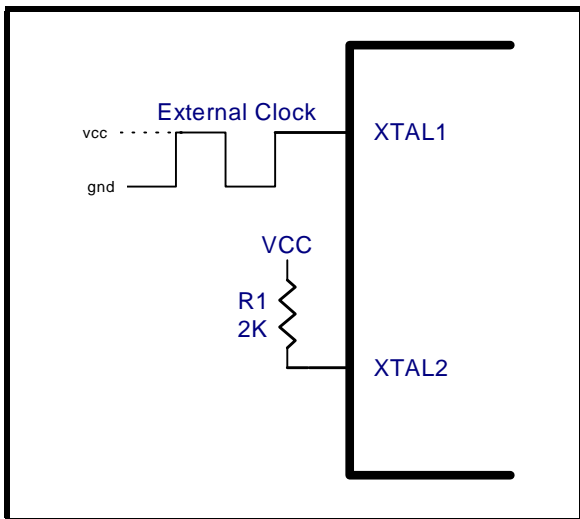 External Clock
vcc
XTAL1
gnd
VCC
R1
2K
XTAL2